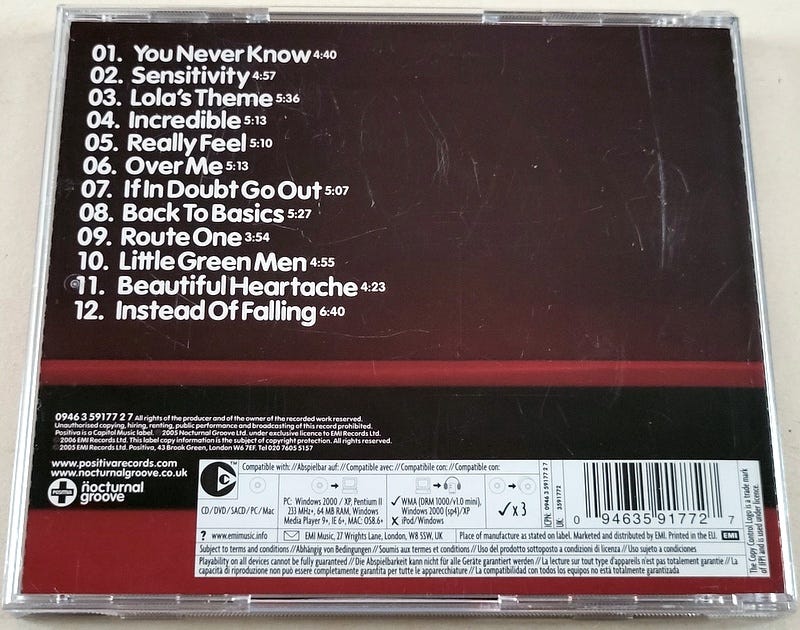 01. You Never Know 4:40
02. Sensitivity 4:57
03. Lola's Theme 5:36
04. Incredible 5:13
05. Really Feel 5:10
06. Over Me 5:13
07. If In Doubt Go Out 5:07
08. Back To Basics 5:27
09. Route One 3:54
10. Little Green Men 4:55
11. Beautiful Heartache 4:23
12. Instead Of Falling 6:40
0946 3 59177 2 7 All rights of the producer and of the owner of the recorded work reserved.
Unauthorised copying, hiring, renting, public performance and broadcasting of this record prohibited.
Positiva is a Capitol Music label. 2005 Nocturnal Groove Ltd. under exclusive licence to EMI Records Ltd.
2006 EMI Records Ltd. This label copy information is the subject of copyright protection. All rights reserved.
2005 EMI Records Ltd. Positiva, 43 Brook Green, London W6 7EF. Tel 020 7605 5157
www.positivarecords.com
www.nocturnalgroove.co.uk
POSITIVA
nocturnal
groove
Compatible with: // Abspielbar auf: // Compatible avec: // Compatibile con: // Compatible con:
CD/DVD/SACD/PC/Mac
PC: Windows 2000 / XP, Pentium II
233 MHz+, 64 MB RAM, Windows
Media Player 9+, IE 6+, MAC: OS8.6+
✓ WMA (DRM 1000/v1.0 mini),
Windows 2000 (sp4)/XP
X iPod/Windows
✓ x 3
ICPN: 0946 3 59177 2 7
UK: 3591772
0 94635 91772 7
? www.emimusic.info
EMI Music, 27 Wrights Lane, London, W8 5SW, UK
Place of manufacture as stated on label. Marketed and distributed by EMI. Printed in the EU. EMI
Subject to terms and conditions // Abhängig von Bedingungen // Soumis aux termes et conditions // Uso del prodotto sottoposto a condizioni di licenza // Uso sujeto a condiciones
Playability on all devices cannot be fully guaranteed // Die Abspielbarkeit kann nicht für alle Geräte garantiert werden // La lecture sur tout type d'appareils n'est pas totalement garantie // La
capacità di riproduzione non può essere completamente garantita per tutte le apparecchiature // La compatibilidad con todos los equipos no está totalmente garantizada
The Copy Control Logo is a trade mark
of IFPI and is used under licence.